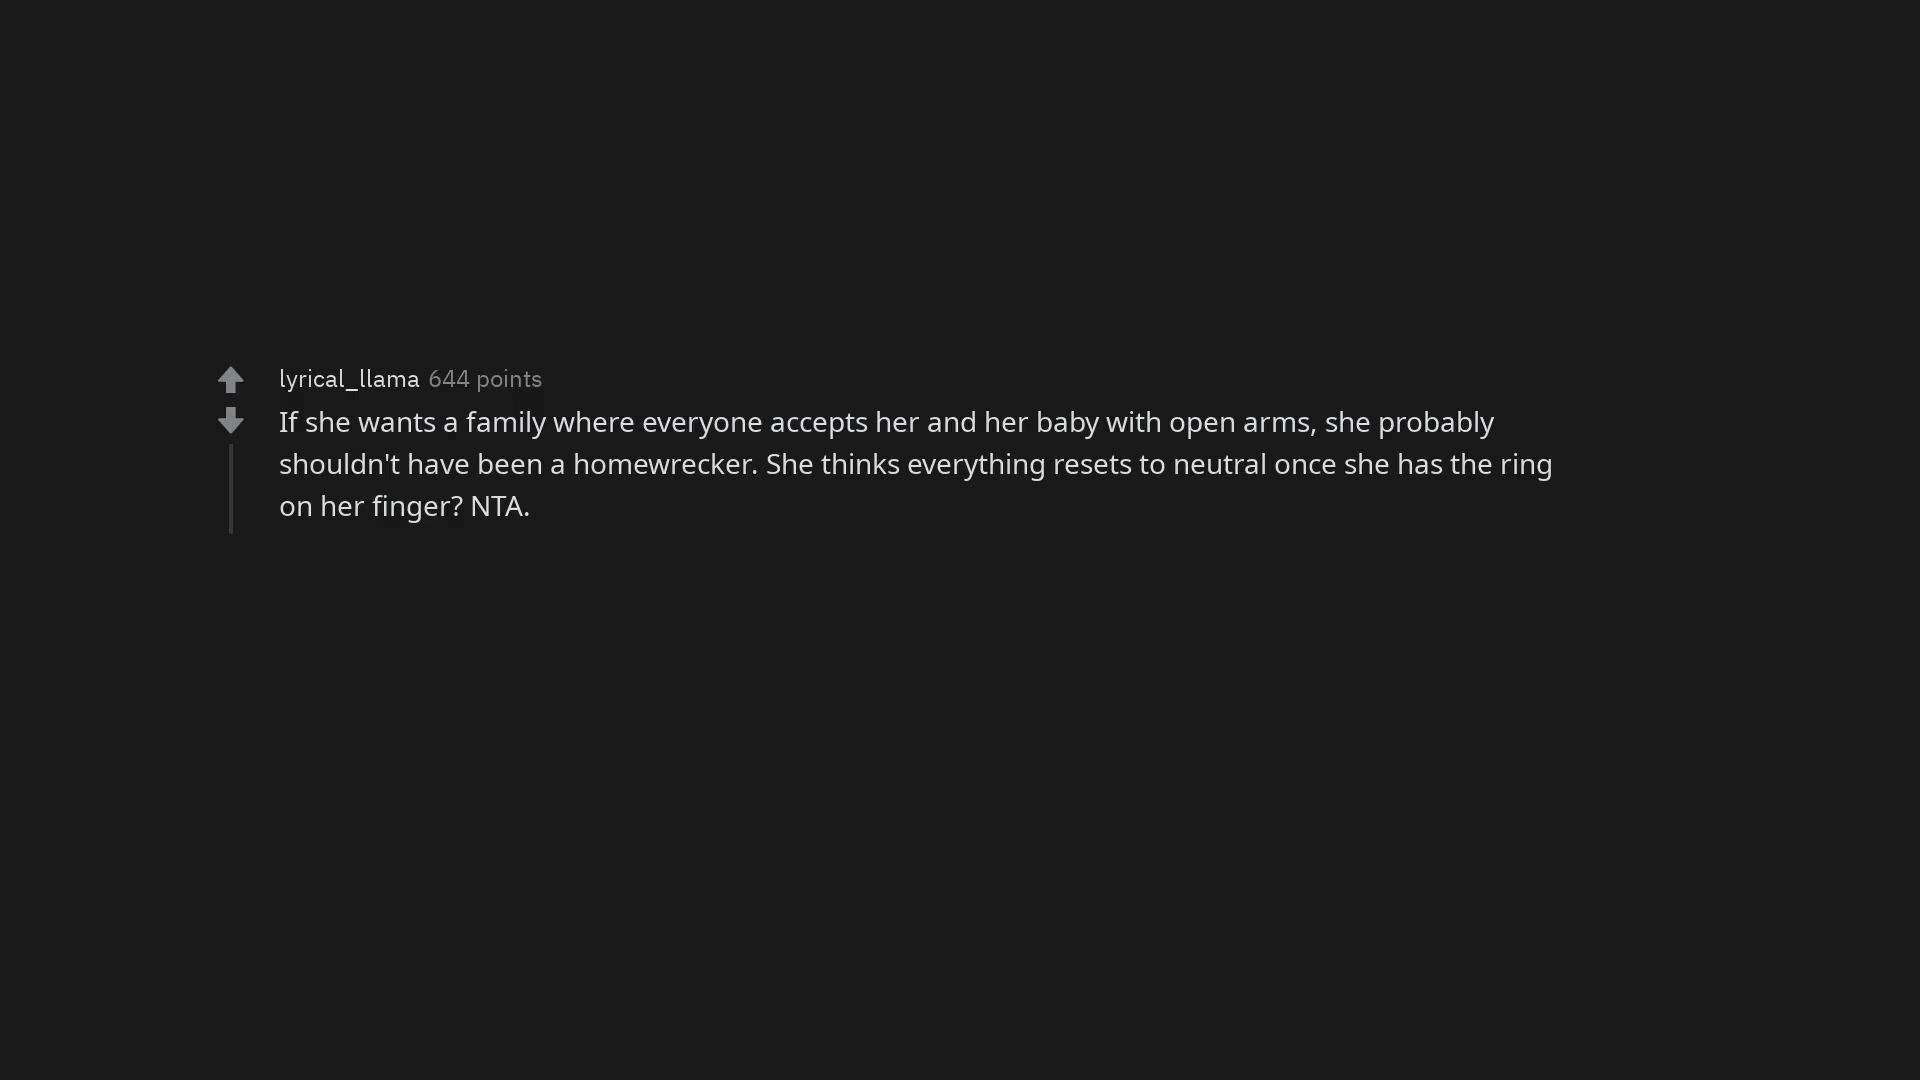 lyrical_llama 644 points
If she wants a family where everyone accepts her and her baby with open arms, she probably
shouldn't have been a homewrecker. She thinks everything resets to neutral once she has the ring
on her finger? NTA.